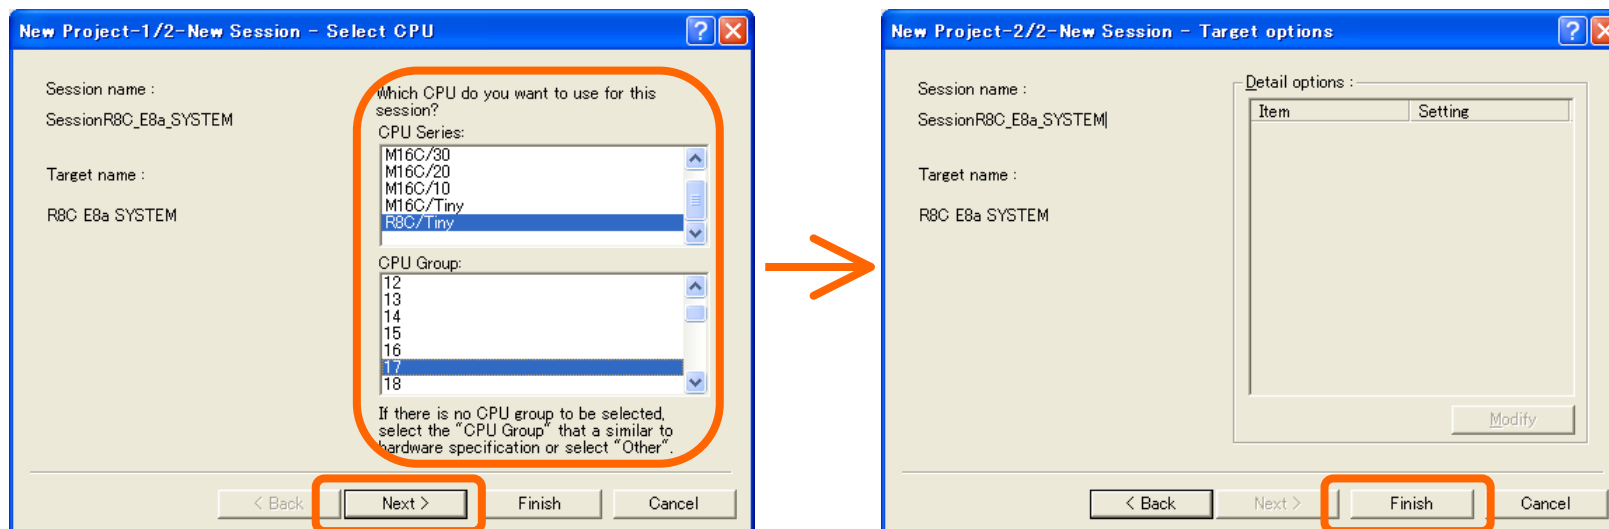 New Project-1/2-New Session - Select CPU
Session name :
SessionR8C_E8a_SYSTEM
Target name :
R8C E8a SYSTEM
Which CPU do you want to use for this
session?
CPU Series:
M16C/30
M16C/20
M16C/10
M16C/Tiny
R8C/Tiny
CPU Group:
12
13
14
15
16
17
18
If there is no CPU group to be selected,
select the "CPU Group" that a similar to
hardware specification or select "Other".
< Back
Next >
Finish
Cancel
New Project-2/2-New Session - Target options
Session name :
SessionR8C_E8a_SYSTEM
Target name :
R8C E8a SYSTEM
Detail options :
Item Setting
Modify
< Back
Next >
Finish
Cancel